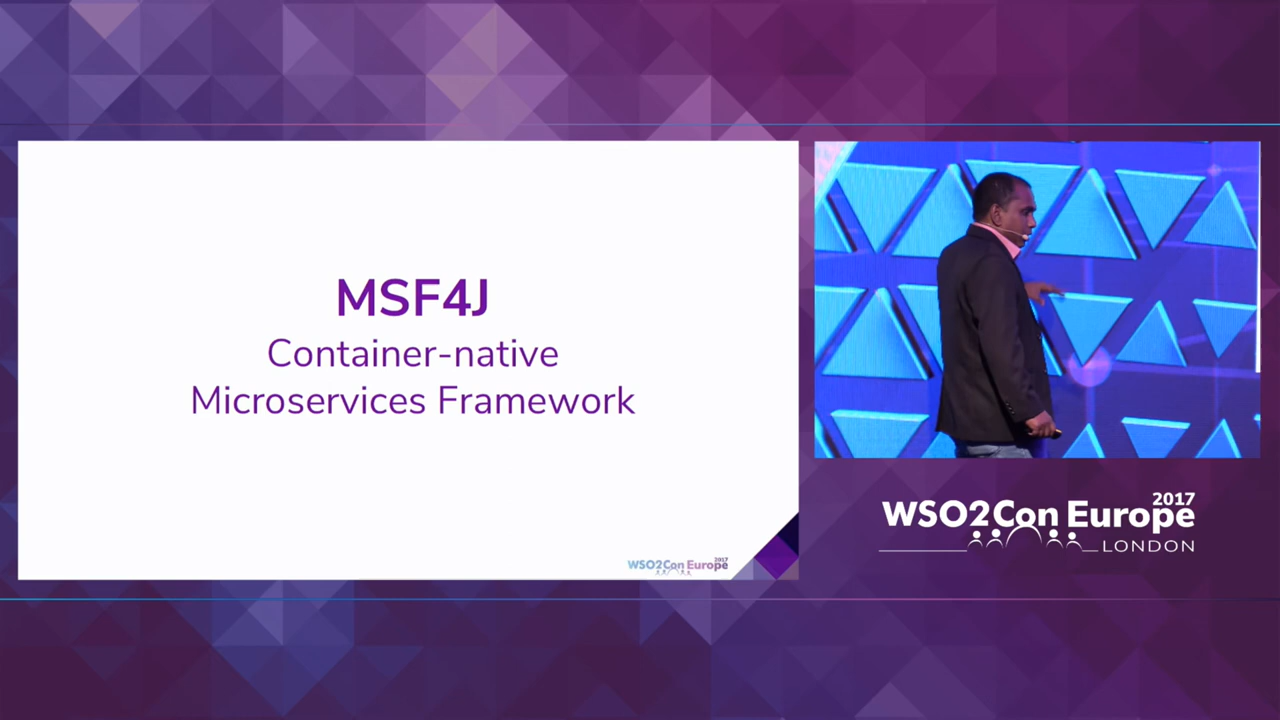 MSF4J
Container-native
Microservices Framework
WSO2Con Europe 2017
WSO2Con Europe 2017
LONDON